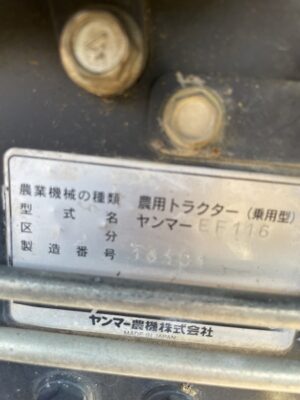 農業機械の種類 農用トラクター(乗用型)
型式名 ヤンマーEF116
区分
製造番号
ヤンマー農機株式会社
MADE IN JAPAN